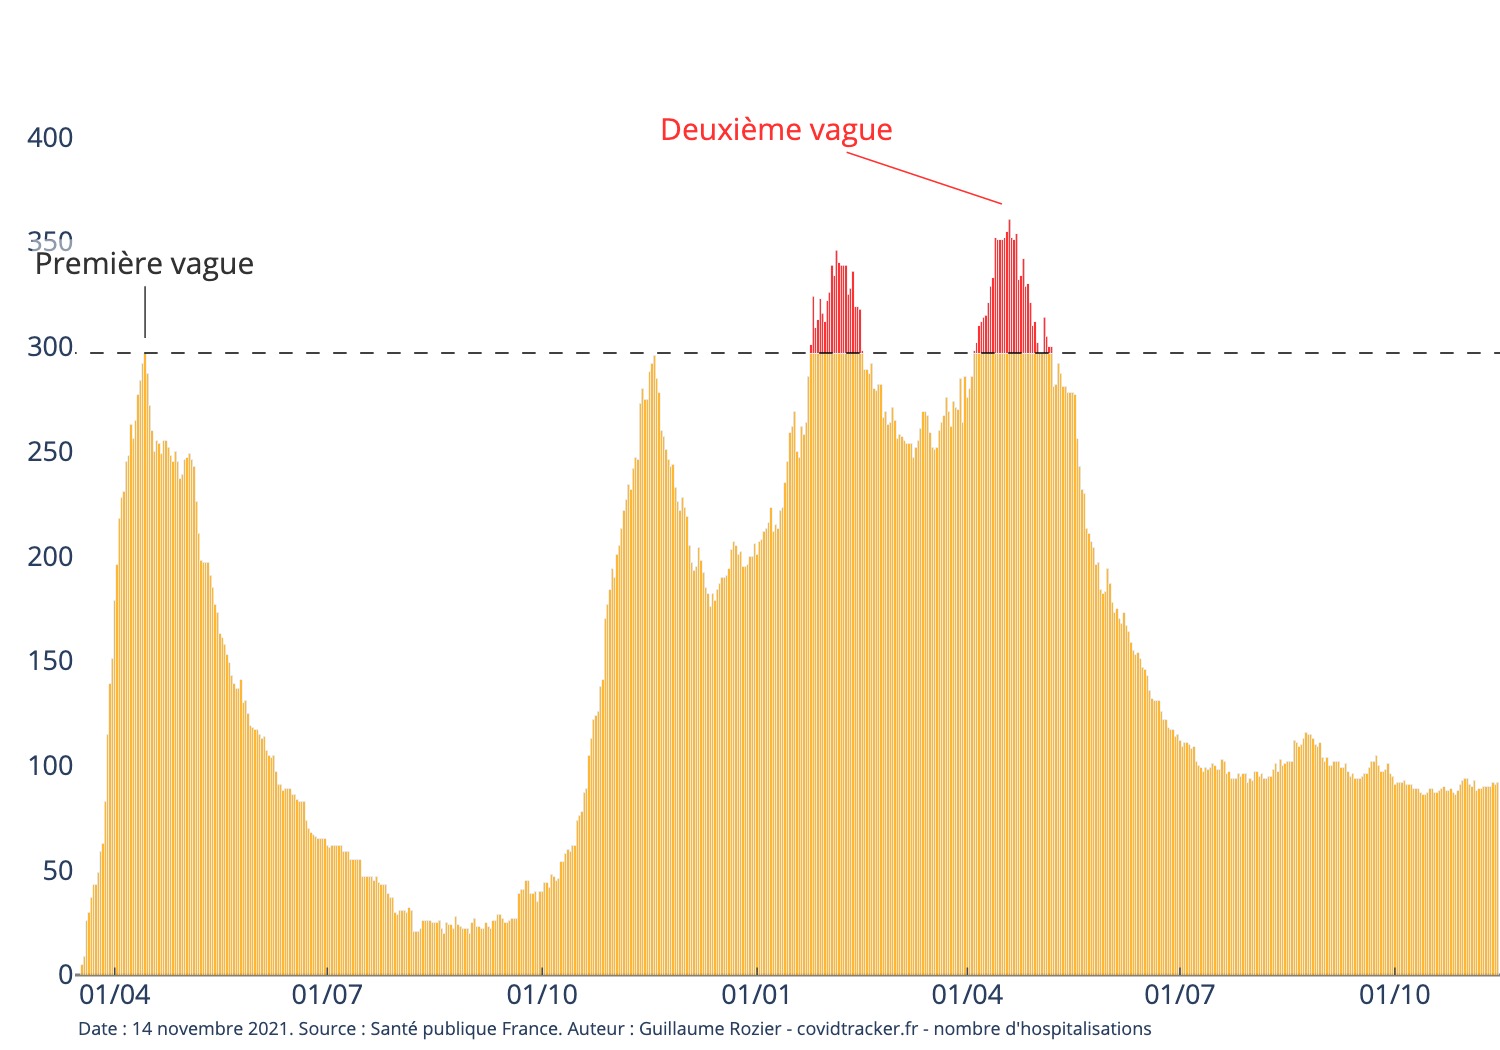 Deuxième vague
400
350
Première vague
300
250
200
150
100
50
0
01/04 01/07 01/10 01/01 01/04 01/07 01/10
Date : 14 novembre 2021. Source : Santé publique France. Auteur : Guillaume Rozier - covidtracker.fr - nombre d'hospitalisations